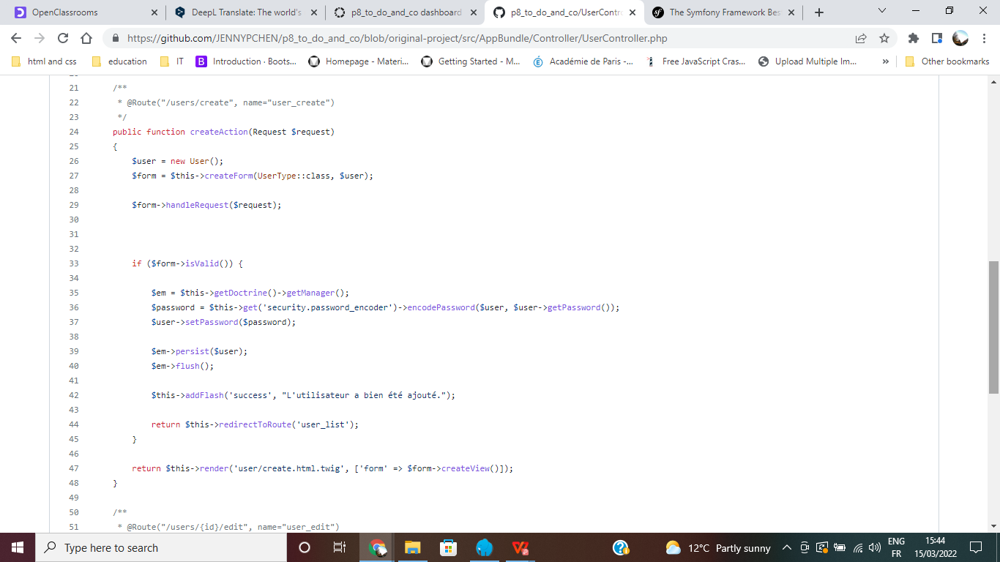 OpenClassrooms
DeepL Translate: The world's
p8_to_do_and_co dashboard
p8_to_do_and_co/UserContro
The Symfony Framework Bes
https://github.com/JENNYPCHEN/p8_to_do_and_co/blob/original-project/src/AppBundle/Controller/UserController.php
html and css
education
IT
B Introduction · Boots...
Homepage - Materi...
Getting Started - M...
Académie de Paris -...
Free JavaScript Cras...
Upload Multiple Im...
»
Other bookmarks
21 /**
22 * @Route("/users/create", name="user_create")
23 */
24 public function createAction(Request $request)
25 {
26 $user = new User();
27 $form = $this->createForm(UserType::class, $user);
28
29 $form->handleRequest($request);
30
31
32
33 if ($form->isValid()) {
34
35 $em = $this->getDoctrine()->getManager();
36 $password = $this->get('security.password_encoder')->encodePassword($user, $user->getPassword());
37 $user->setPassword($password);
38
39 $em->persist($user);
40 $em->flush();
41
42 $this->addFlash('success', "L'utilisateur a bien été ajouté.");
43
44 return $this->redirectToRoute('user_list');
45 }
46
47 return $this->render('user/create.html.twig', ['form' => $form->createView()]);
48 }
49
50 /**
51 * @Route("/users/{id}/edit", name="user_edit")
Type here to search
12°C Partly sunny
ENG
FR
15:44
15/03/2022